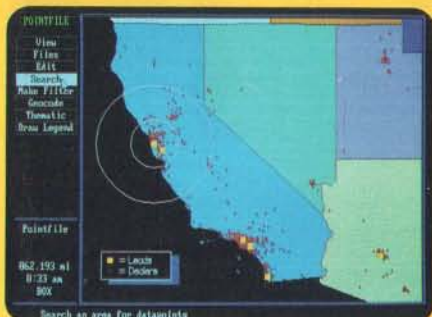 POINTFILE
View
Files
Edit
Search
Make Filter
Geocode
Thematic
Draw Legend
Pointfile
862.193 mi
8:33 am
BOX
= Leads
= Dealers
Search an area for datapoints